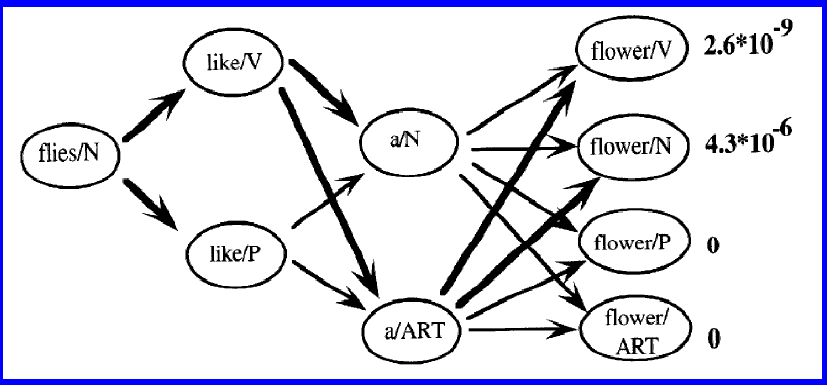 flies/N
like/V
like/P
a/N
a/ART
flower/V 2.6*10^-9
flower/N 4.3*10^-6
flower/P 0
flower/
ART 0